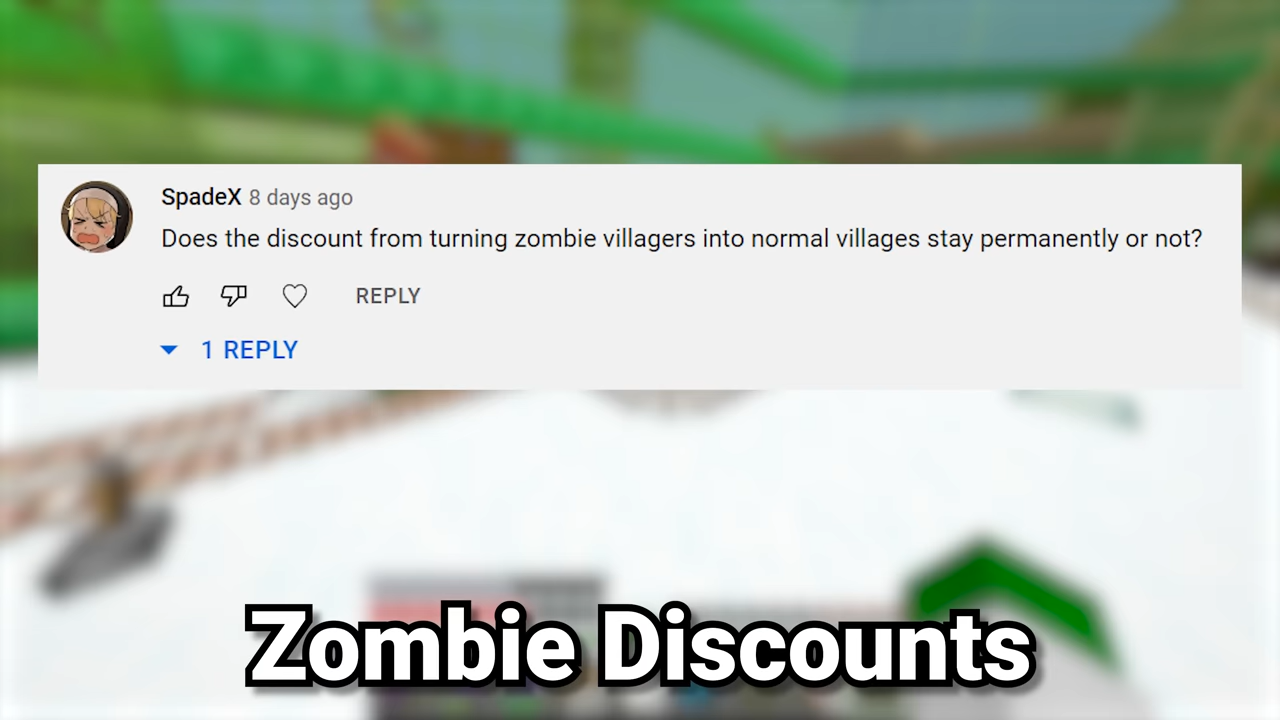 SpadeX 8 days ago
Does the discount from turning zombie villagers into normal villages stay permanently or not?
REPLY
1 REPLY
Zombie Discounts